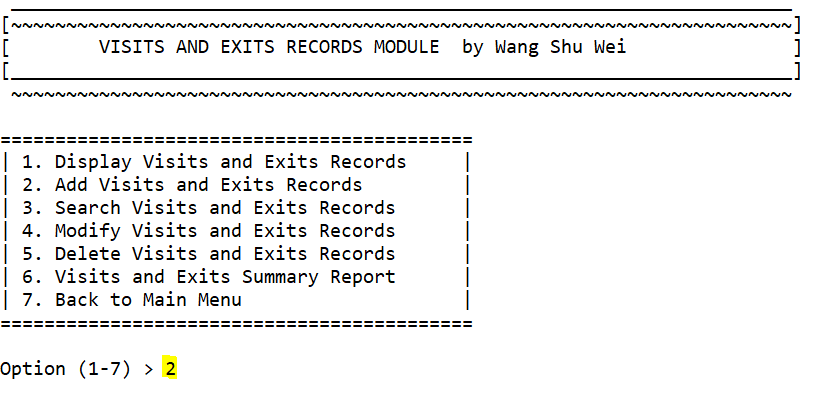 VISITS AND EXITS RECORDS MODULE by Wang Shu Wei
| 1. Display Visits and Exits Records |
| 2. Add Visits and Exits Records |
| 3. Search Visits and Exits Records |
| 4. Modify Visits and Exits Records |
| 5. Delete Visits and Exits Records |
| 6. Visits and Exits Summary Report |
| 7. Back to Main Menu |
Option (1-7) > 2